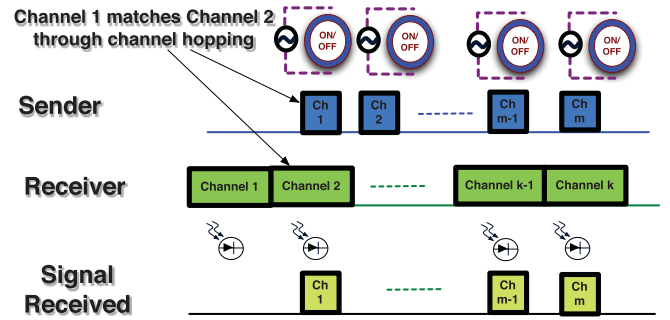 Channel 1 matches Channel 2
through channel hopping
ON/
OFF
ON/
OFF
ON/
OFF
ON/
OFF
Sender
Ch
1
Ch
2
Ch
m-1
Ch
m
Receiver
Channel 1
Channel 2
Channel k-1
Channel k
Signal
Received
Ch
1
Ch
m-1
Ch
m